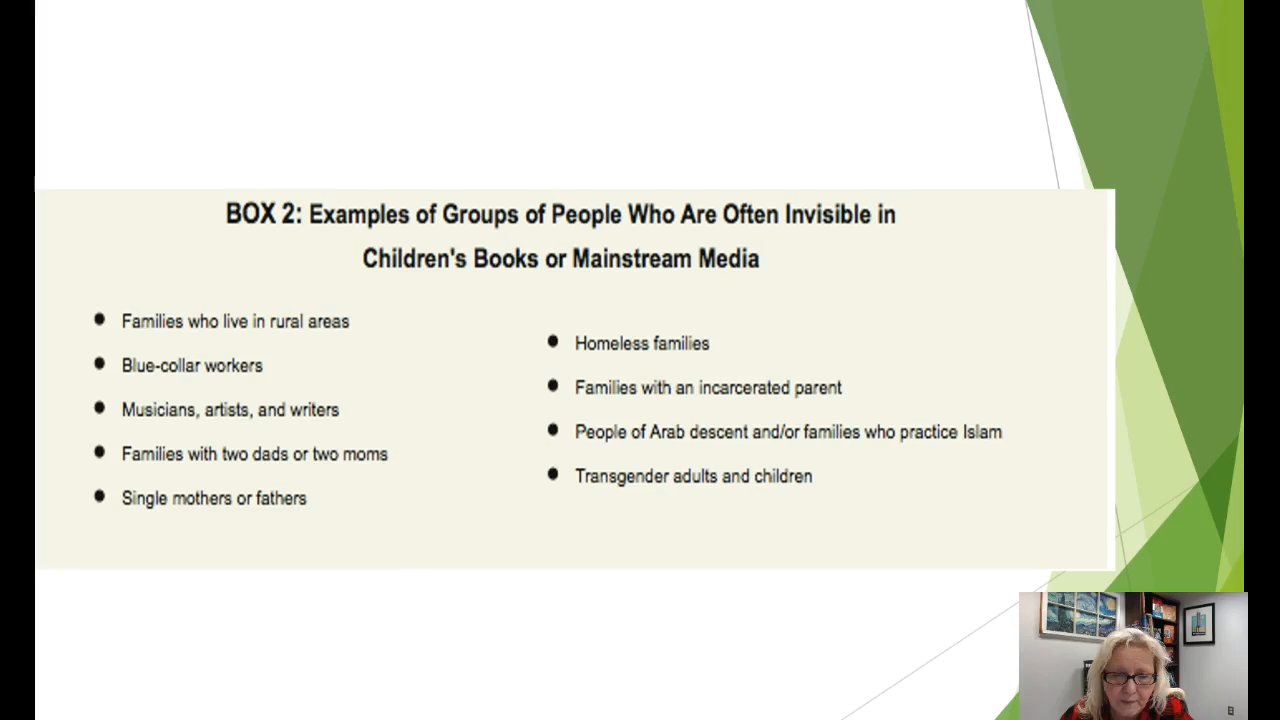 BOX 2: Examples of Groups of People Who Are Often Invisible in
Children's Books or Mainstream Media
Families who live in rural areas
Blue-collar workers
Musicians, artists, and writers
Families with two dads or two moms
Single mothers or fathers
Homeless families
Families with an incarcerated parent
People of Arab descent and/or families who practice Islam
Transgender adults and children